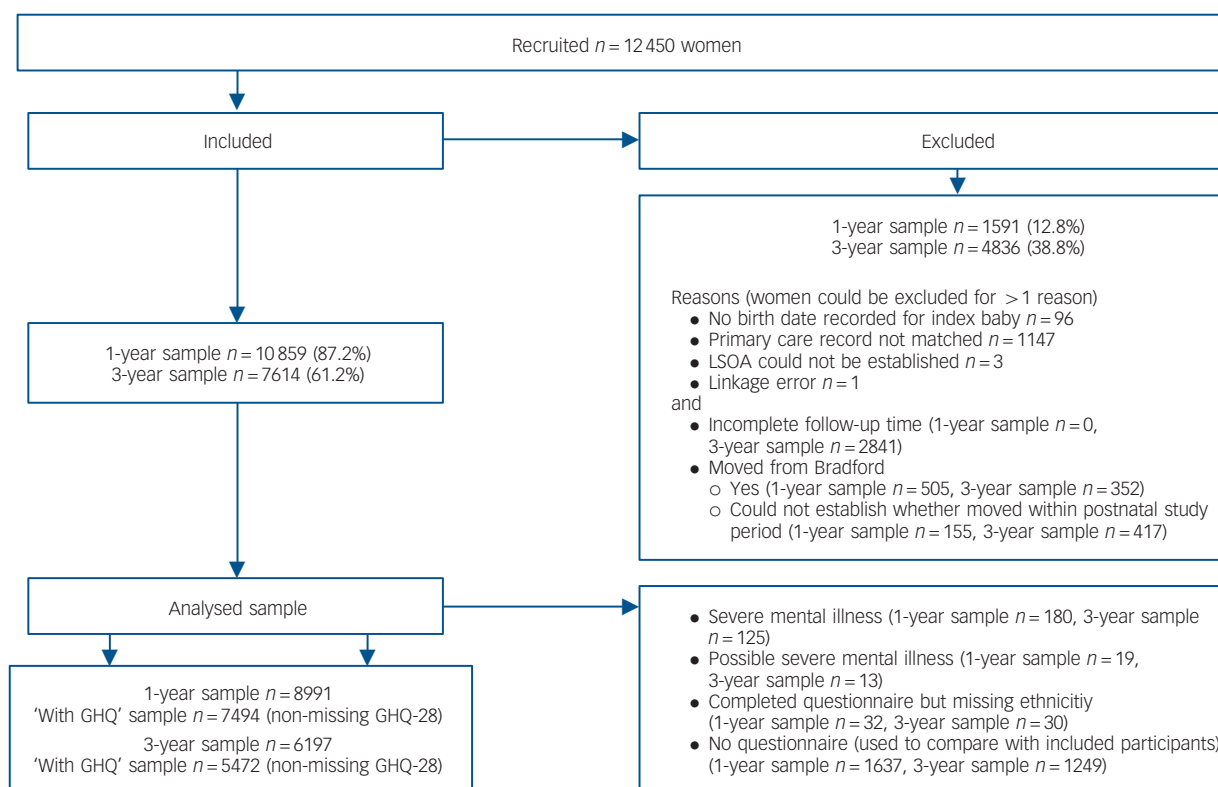 Recruited n = 12 450 women
Included
Excluded
1-year sample n = 1591 (12.8%)
3-year sample n = 4836 (38.8%)
Reasons (women could be excluded for >1 reason)
• No birth date recorded for index baby n = 96
• Primary care record not matched n = 1147
• LSOA could not be established n = 3
• Linkage error n = 1
and
• Incomplete follow-up time (1-year sample n = 0,
3-year sample n = 2841)
• Moved from Bradford
○ Yes (1-year sample n = 505, 3-year sample n = 352)
○ Could not establish whether moved within postnatal study
period (1-year sample n = 155, 3-year sample n = 417)
1-year sample n = 10 859 (87.2%)
3-year sample n = 7614 (61.2%)
Analysed sample
• Severe mental illness (1-year sample n = 180, 3-year sample
n = 125)
• Possible severe mental illness (1-year sample n = 19,
3-year sample n = 13)
• Completed questionnaire but missing ethnicitiy
(1-year sample n = 32, 3-year sample n = 30)
• No questionnaire (used to compare with included participants)
(1-year sample n = 1637, 3-year sample n = 1249)
1-year sample n = 8991
'With GHQ' sample n = 7494 (non-missing GHQ-28)
3-year sample n = 6197
'With GHQ' sample n = 5472 (non-missing GHQ-28)